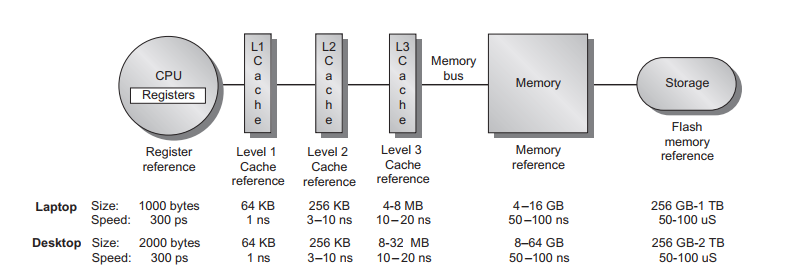 CPU
Registers
L1
Cache
L2
Cache
L3
Cache
Memory
bus
Memory
Storage
Register
reference
Level 1
Cache
reference
Level 2
Cache
reference
Level 3
Cache
reference
Memory
reference
Flash
memory
reference
Laptop Size: 1000 bytes 64 KB 256 KB 4-8 MB 4–16 GB 256 GB-1 TB
Speed: 300 ps 1 ns 3–10 ns 10–20 ns 50–100 ns 50-100 uS
Desktop Size: 2000 bytes 64 KB 256 KB 8-32 MB 8–64 GB 256 GB-2 TB
Speed: 300 ps 1 ns 3–10 ns 10–20 ns 50–100 ns 50-100 uS